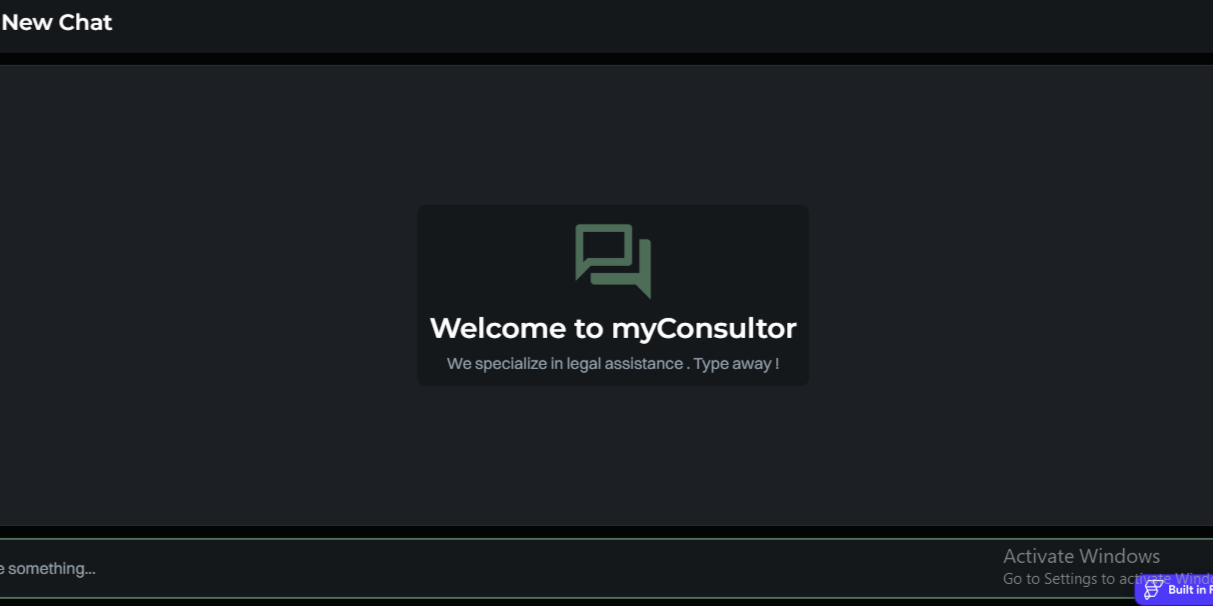 New Chat
Welcome to myConsultor
We specialize in legal assistance . Type away !
something...
Activate Windows
Go to Settings to activate
Built in